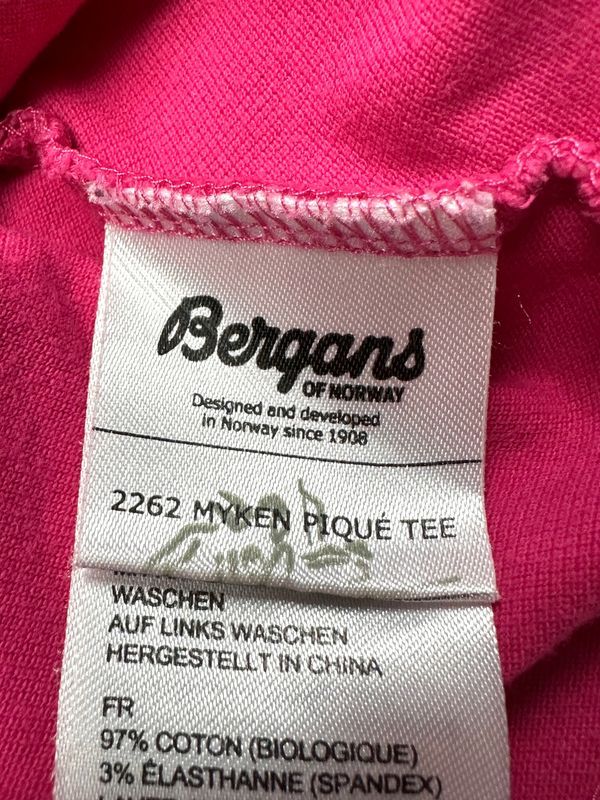 Bergans
OF NORWAY
Designed and developed
in Norway since 1908
2262 MYKEN PIQUÉ TEE
WASCHEN
AUF LINKS WASCHEN
HERGESTELLT IN CHINA
FR
97% COTON (BIOLOGIQUE)
3% ÉLASTHANNE (SPANDEX)